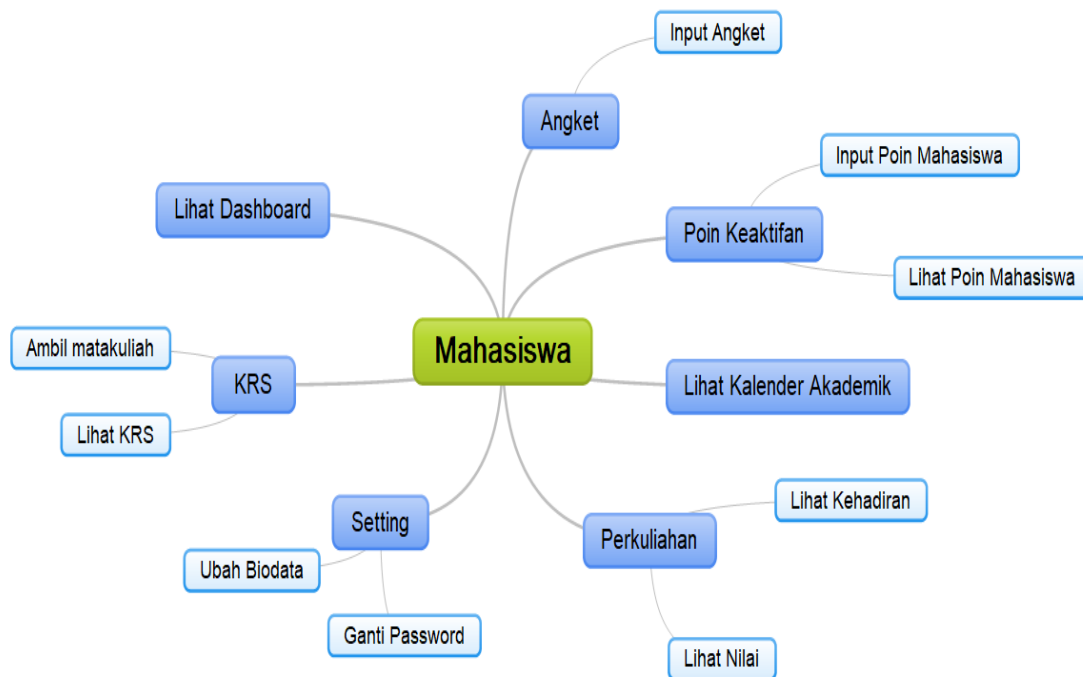 Input Angket
Angket
Input Poin Mahasiswa
Lihat Dashboard
Poin Keaktifan
Lihat Poin Mahasiswa
Mahasiswa
Ambil matakuliah
KRS
Lihat Kalender Akademik
Lihat KRS
Lihat Kehadiran
Setting
Perkuliahan
Ubah Biodata
Ganti Password
Lihat Nilai